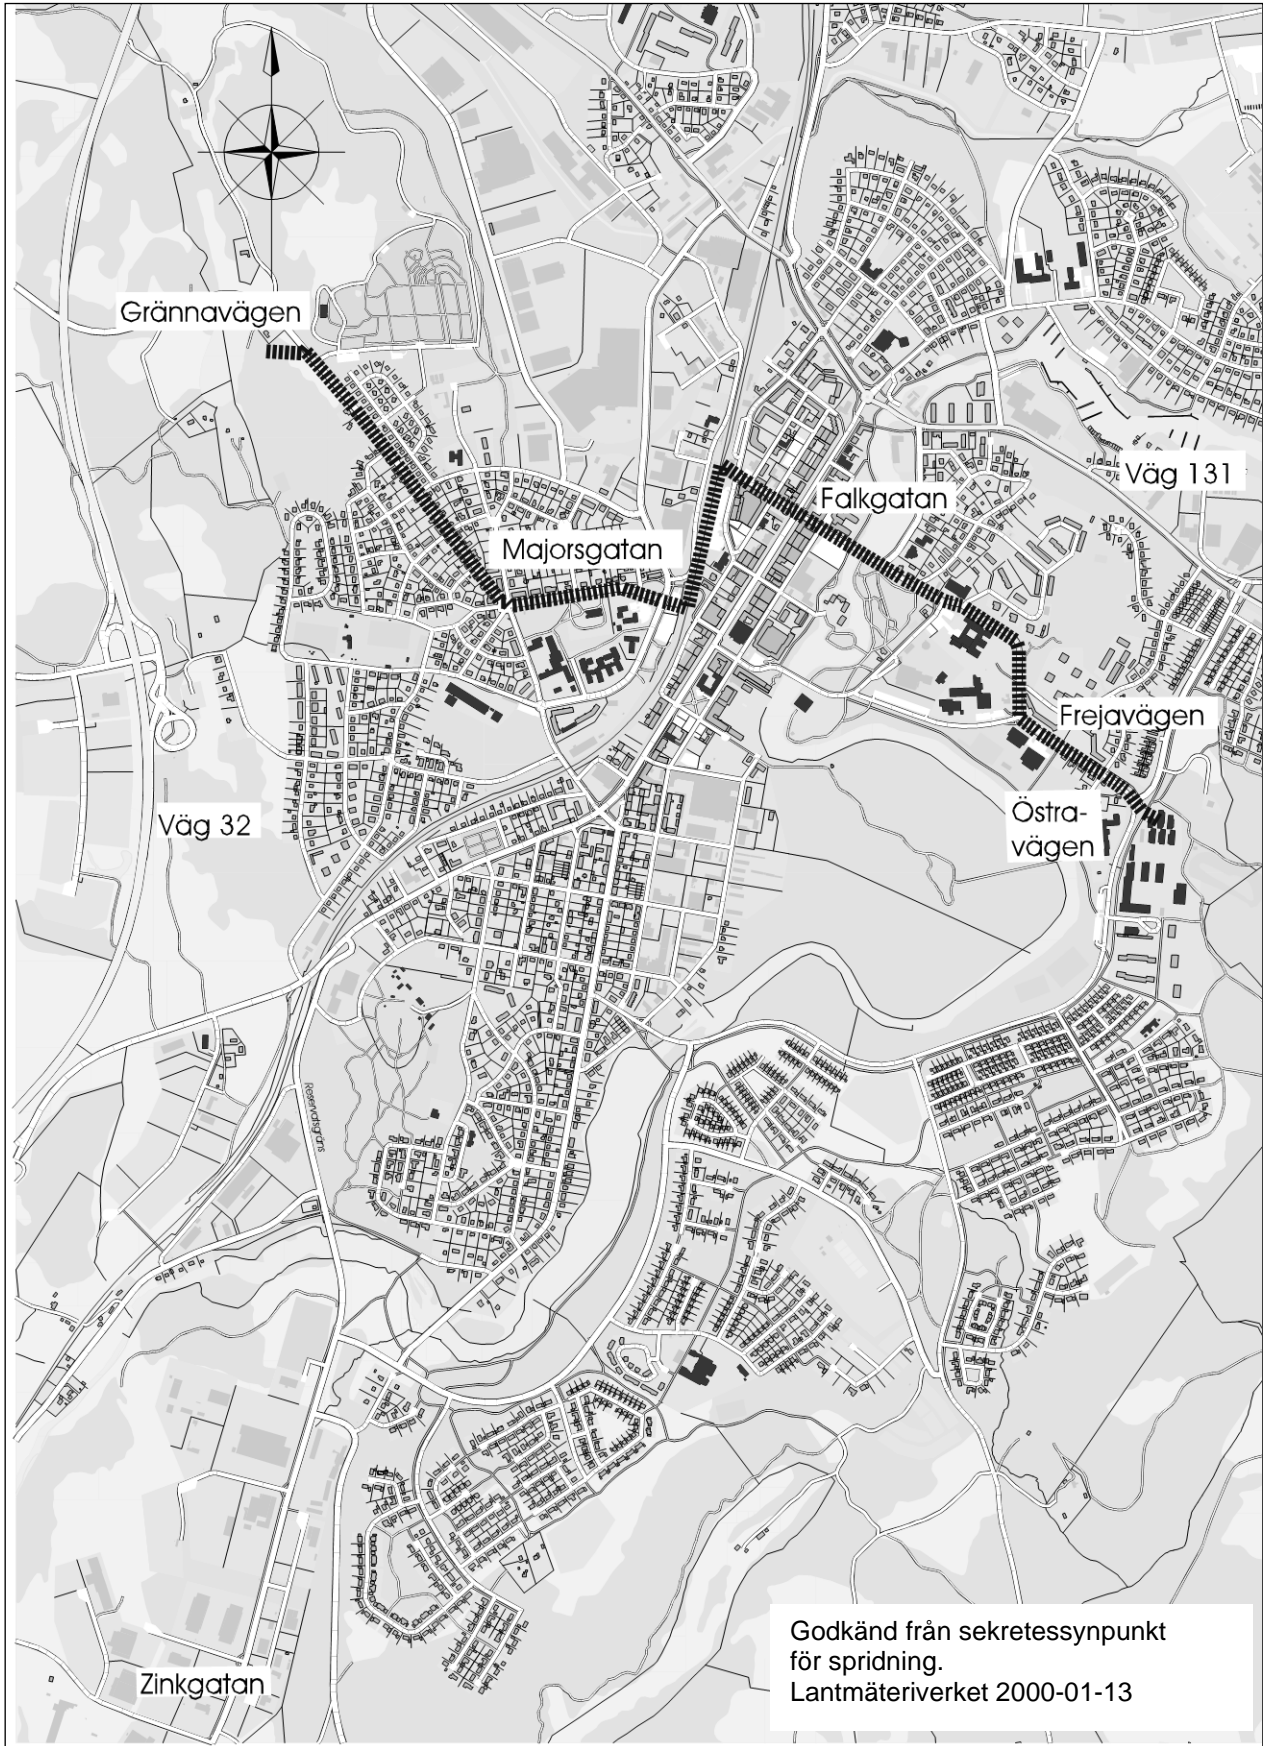 Grännavägen
Väg 131
Falkgatan
Majorsgatan
Frejavägen
Väg 32
Östra-
vägen
Reservatsgräns
Zinkgatan
Godkänd från sekretessynpunkt
för spridning.
Lantmäteriverket 2000-01-13